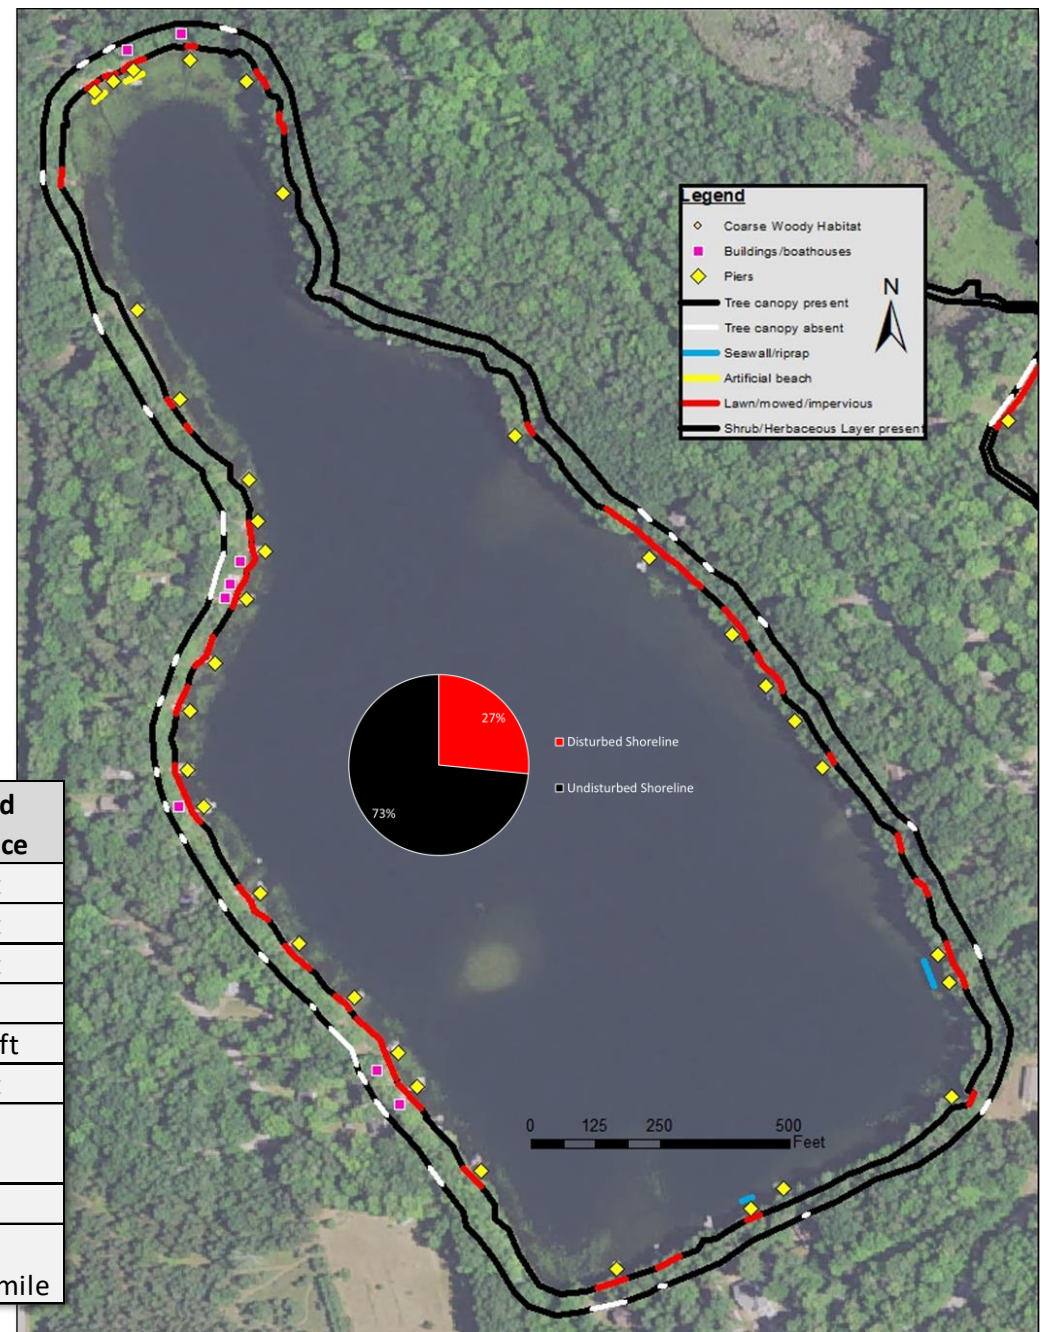 Legend
Coarse Woody Habitat
Buildings/boathouses
Piers
Tree canopy present
Tree canopy absent
Seawall/riprap
Artificial beach
Lawn/mowed/impervious
Shrub/Herbaceous Layer present
N
27%
73%
Disturbed Shoreline
Undisturbed Shoreline
d
ce
ft
mile
0 125 250 500
Feet